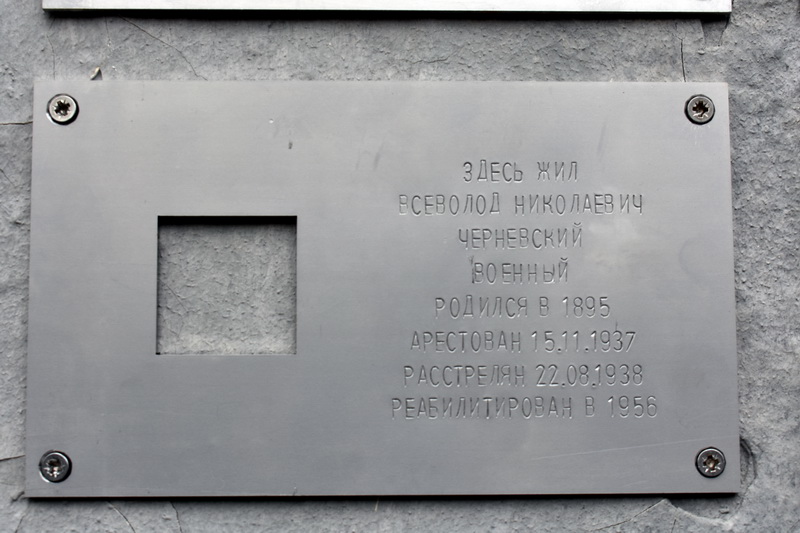 ЗДЕСЬ ЖИЛ
ВСЕВОЛОД НИКОЛАЕВИЧ
ЧЕРНЕВСКИЙ
ВОЕННЫЙ
РОДИЛСЯ В 1895
АРЕСТОВАН 15.11.1937
РАССТРЕЛЯН 22.08.1938
РЕАБИЛИТИРОВАН В 1956